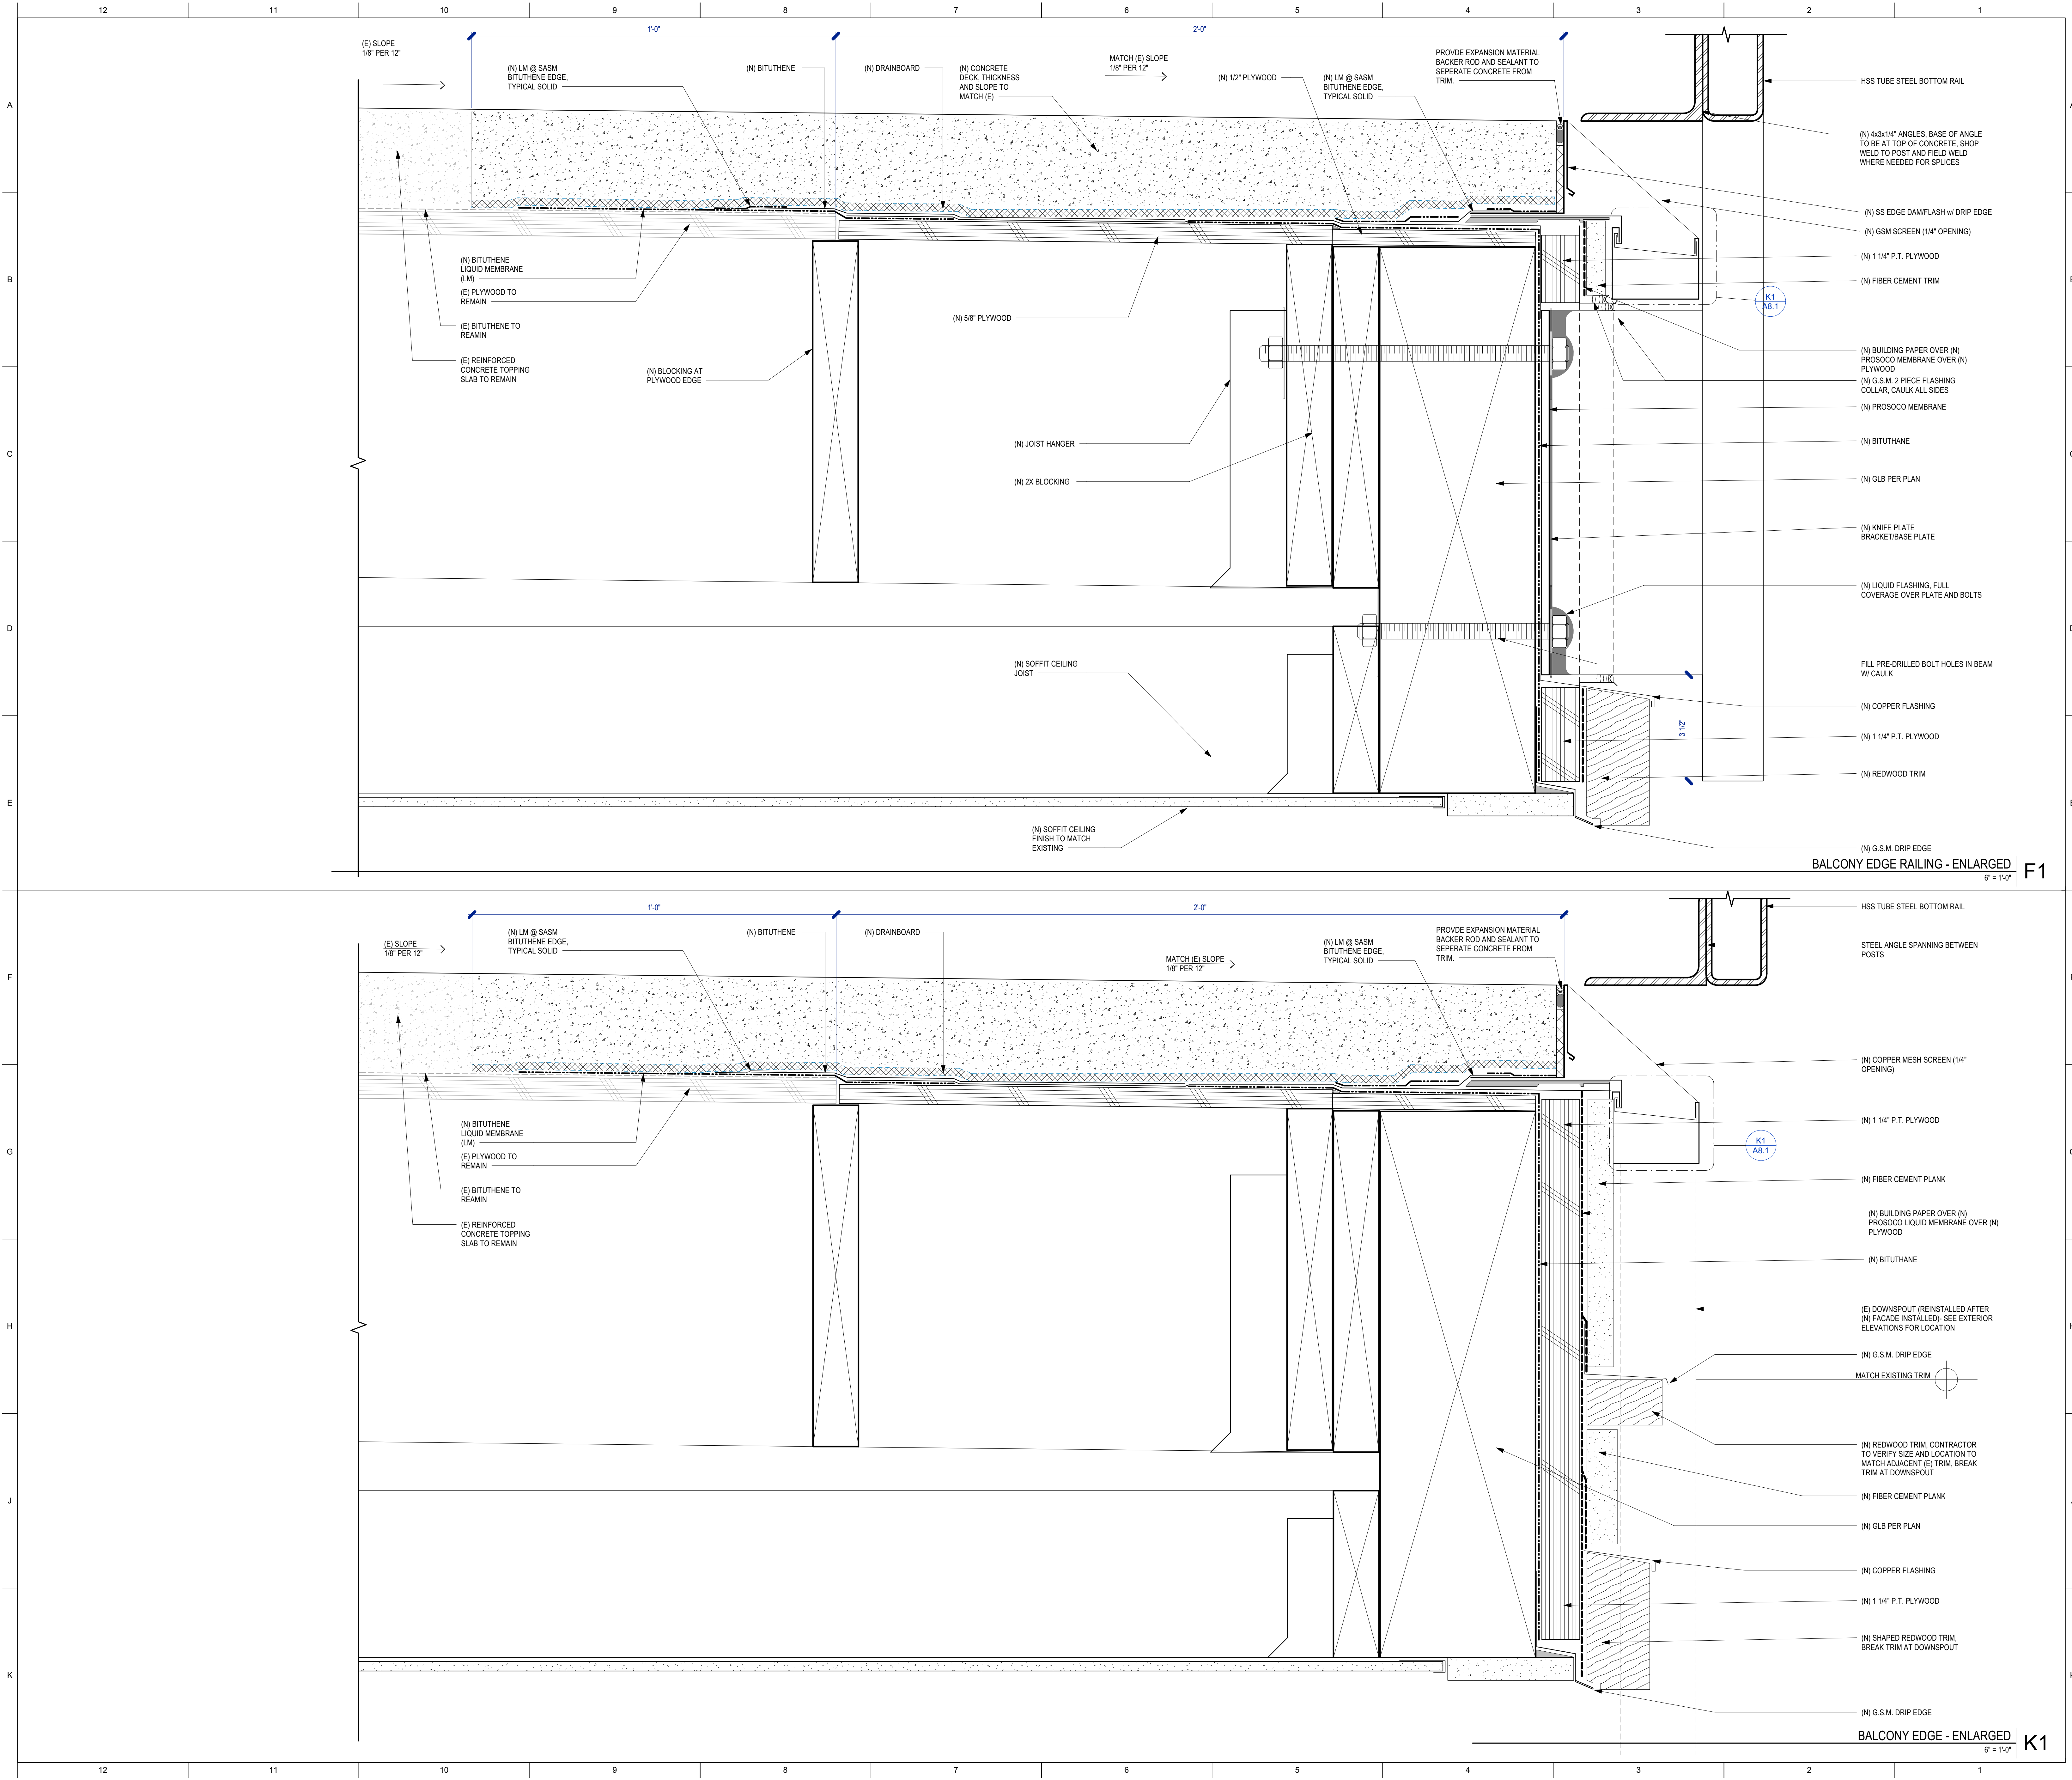 12 11 10 9 8 7 6 5 4 3 2 1
A
B
C
D
E
F
G
H
J
K
1'-0"
2'-0"
(E) SLOPE
1/8" PER 12"
(N) LM @ SASM
BITUTHENE EDGE,
TYPICAL SOLID
(N) BITUTHENE
(N) DRAINBOARD
(N) CONCRETE
DECK, THICKNESS
AND SLOPE TO
MATCH (E)
MATCH (E) SLOPE
1/8" PER 12"
(N) 1/2" PLYWOOD
(N) LM @ SASM
BITUTHENE EDGE,
TYPICAL SOLID
PROVDE EXPANSION MATERIAL
BACKER ROD AND SEALANT TO
SEPERATE CONCRETE FROM
TRIM.
HSS TUBE STEEL BOTTOM RAIL
(N) 4x3x1/4" ANGLES, BASE OF ANGLE
TO BE AT TOP OF CONCRETE, SHOP
WELD TO POST AND FIELD WELD
WHERE NEEDED FOR SPLICES
(N) SS EDGE DAM/FLASH w/ DRIP EDGE
(N) GSM SCREEN (1/4" OPENING)
(N) 1 1/4" P.T. PLYWOOD
(N) FIBER CEMENT TRIM
K1
A8.1
(N) BUILDING PAPER OVER (N)
PROSOCO MEMBRANE OVER (N)
PLYWOOD
(N) G.S.M. 2 PIECE FLASHING
COLLAR, CAULK ALL SIDES
(N) PROSOCO MEMBRANE
(N) BITUTHANE
(N) GLB PER PLAN
(N) KNIFE PLATE
BRACKET/BASE PLATE
(N) LIQUID FLASHING, FULL
COVERAGE OVER PLATE AND BOLTS
FILL PRE-DRILLED BOLT HOLES IN BEAM
W/ CAULK
(N) COPPER FLASHING
(N) 1 1/4" P.T. PLYWOOD
3 1/2"
(N) REDWOOD TRIM
(N) G.S.M. DRIP EDGE
(N) BITUTHENE
LIQUID MEMBRANE
(LM)
(E) PLYWOOD TO
REMAIN
(E) BITUTHENE TO
REAMIN
(E) REINFORCED
CONCRETE TOPPING
SLAB TO REMAIN
(N) BLOCKING AT
PLYWOOD EDGE
(N) 5/8" PLYWOOD
(N) JOIST HANGER
(N) 2X BLOCKING
(N) SOFFIT CEILING
JOIST
(N) SOFFIT CEILING
FINISH TO MATCH
EXISTING
BALCONY EDGE RAILING - ENLARGED
6" = 1'-0"
F1
1'-0"
2'-0"
(E) SLOPE
1/8" PER 12"
(N) LM @ SASM
BITUTHENE EDGE,
TYPICAL SOLID
(N) BITUTHENE
(N) DRAINBOARD
MATCH (E) SLOPE
1/8" PER 12"
(N) LM @ SASM
BITUTHENE EDGE,
TYPICAL SOLID
PROVDE EXPANSION MATERIAL
BACKER ROD AND SEALANT TO
SEPERATE CONCRETE FROM
TRIM.
HSS TUBE STEEL BOTTOM RAIL
STEEL ANGLE SPANNING BETWEEN
POSTS
(N) COPPER MESH SCREEN (1/4"
OPENING)
(N) 1 1/4" P.T. PLYWOOD
K1
A8.1
(N) FIBER CEMENT PLANK
(N) BUILDING PAPER OVER (N)
PROSOCO LIQUID MEMBRANE OVER (N)
PLYWOOD
(N) BITUTHANE
(E) DOWNSPOUT (REINSTALLED AFTER
(N) FACADE INSTALLED)- SEE EXTERIOR
ELEVATIONS FOR LOCATION
(N) G.S.M. DRIP EDGE
MATCH EXISTING TRIM
(N) REDWOOD TRIM, CONTRACTOR
TO VERIFY SIZE AND LOCATION TO
MATCH ADJACENT (E) TRIM, BREAK
TRIM AT DOWNSPOUT
(N) FIBER CEMENT PLANK
(N) GLB PER PLAN
(N) COPPER FLASHING
(N) 1 1/4" P.T. PLYWOOD
(N) SHAPED REDWOOD TRIM,
BREAK TRIM AT DOWNSPOUT
(N) G.S.M. DRIP EDGE
(N) BITUTHENE
LIQUID MEMBRANE
(LM)
(E) PLYWOOD TO
REMAIN
(E) BITUTHENE TO
REAMIN
(E) REINFORCED
CONCRETE TOPPING
SLAB TO REMAIN
BALCONY EDGE - ENLARGED
6" = 1'-0"
K1
12 11 10 9 8 7 6 5 4 3 2 1